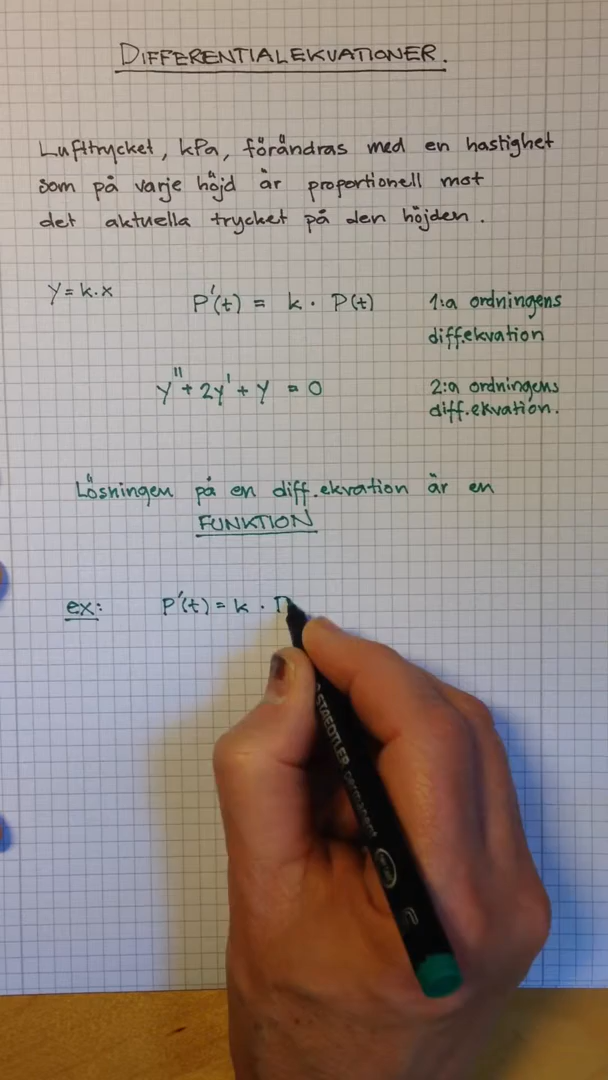 DIFFERENTIALEKVATIONER.
Lufttrycket, kPa, förändras med en hastighet
som på varje höjd är proportionell mot
det aktuella trycket på den höjden.
y=k·x
P'(t) = k · P(t)
1:a ordningens
diff.ekvation
y''+2y'+y = 0
2:a ordningens
diff.ekvation.
Lösningen på en diff.ekvation är en
FUNKTION
ex: P'(t) = k ·
STAEDTLER permanent